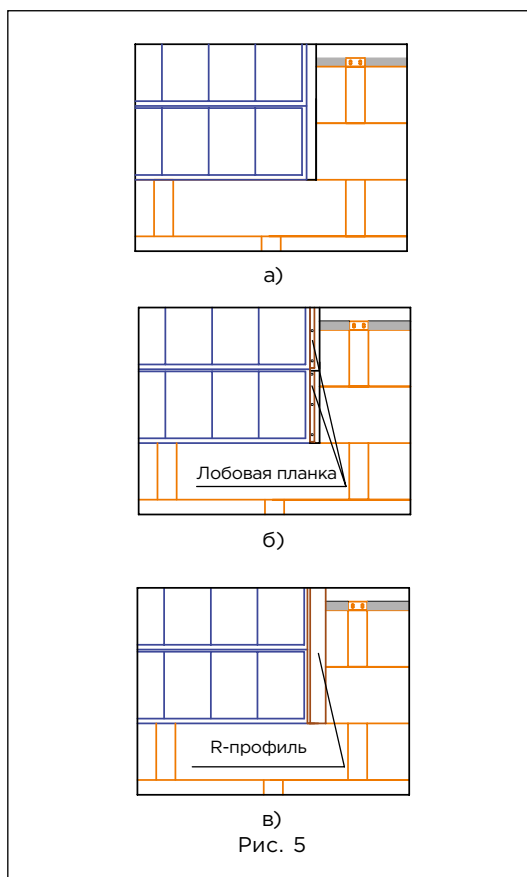 а)
Лобовая планка
б)
R-профиль
в)
Рис. 5